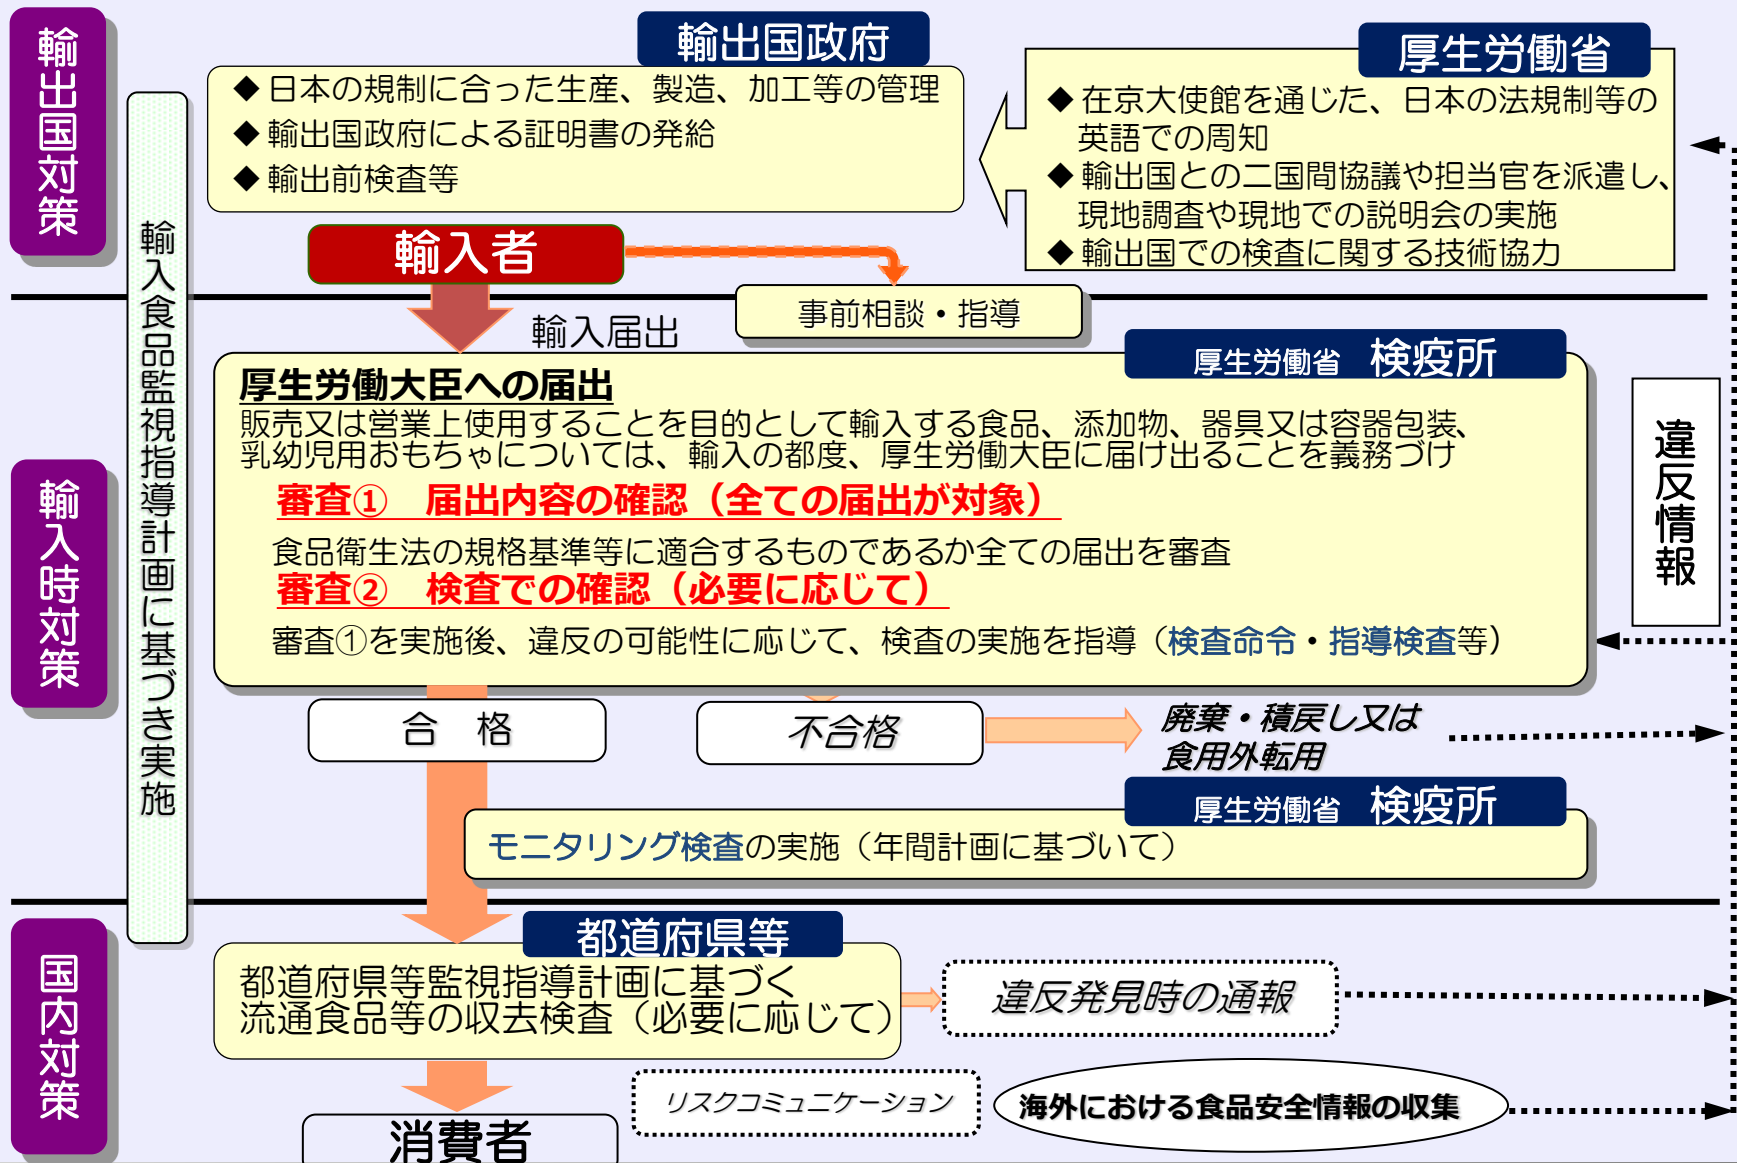 輸出国対策
輸入食品監視指導計画に基づき実施
輸出国政府
◆ 日本の規制に合った生産、製造、加工等の管理
◆ 輸出国政府による証明書の発給
◆ 輸出前検査等
厚生労働省
◆ 在京大使館を通じた、日本の法規制等の
英語での周知
◆ 輸出国との二国間協議や担当官を派遣し、
現地調査や現地での説明会の実施
◆ 輸出国での検査に関する技術協力
輸入者
事前相談・指導
輸入届出
輸入時対策
厚生労働省 検疫所
厚生労働大臣への届出
販売又は営業上使用することを目的として輸入する食品、添加物、器具又は容器包装、
乳幼児用おもちゃについては、輸入の都度、厚生労働大臣に届け出ることを義務づけ
審査① 届出内容の確認（全ての届出が対象）
食品衛生法の規格基準等に適合するものであるか全ての届出を審査
審査② 検査での確認（必要に応じて）
審査①を実施後、違反の可能性に応じて、検査の実施を指導（検査命令・指導検査等）
違反情報
合 格
不合格
廃棄・積戻し又は
食用外転用
厚生労働省 検疫所
モニタリング検査の実施（年間計画に基づいて）
国内対策
都道府県等
都道府県等監視指導計画に基づく
流通食品等の収去検査（必要に応じて）
違反発見時の通報
リスクコミュニケーション
海外における食品安全情報の収集
消費者